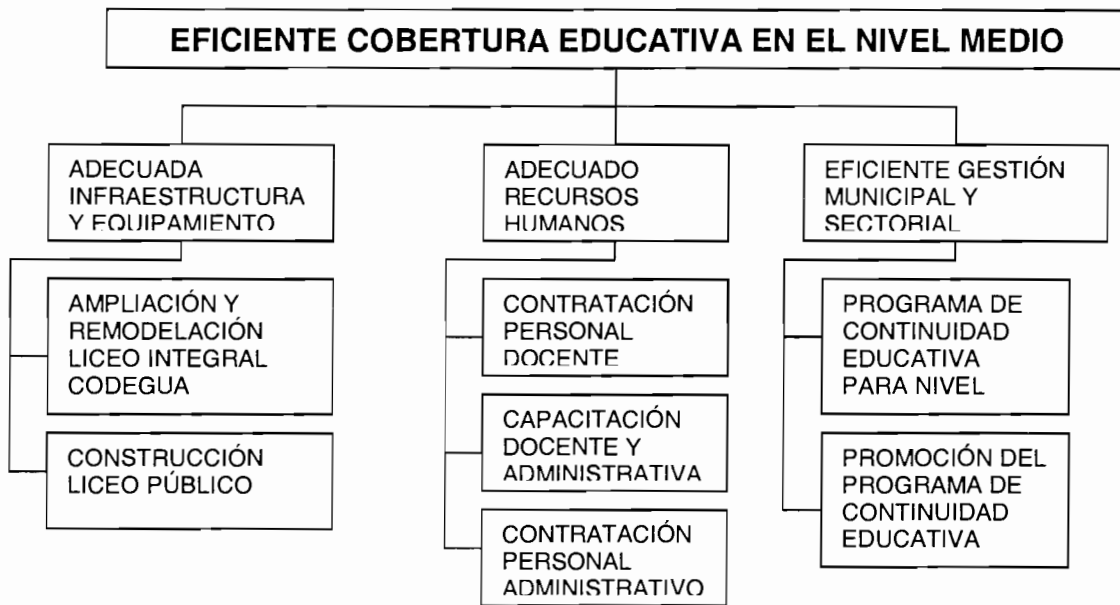 EFICIENTE COBERTURA EDUCATIVA EN EL NIVEL MEDIO
ADECUADA
INFRAESTRUCTURA
Y EQUIPAMIENTO
AMPLIACIÓN Y
REMODELACIÓN
LICEO INTEGRAL
CODEGUA
CONSTRUCCIÓN
LICEO PÚBLICO
ADECUADO
RECURSOS
HUMANOS
CONTRATACIÓN
PERSONAL
DOCENTE
CAPACITACIÓN
DOCENTE Y
ADMINISTRATIVA
CONTRATACIÓN
PERSONAL
ADMINISTRATIVO
EFICIENTE GESTIÓN
MUNICIPAL Y
SECTORIAL
PROGRAMA DE
CONTINUIDAD
EDUCATIVA
PARA NIVEL
PROMOCIÓN DEL
PROGRAMA DE
CONTINUIDAD
EDUCATIVA